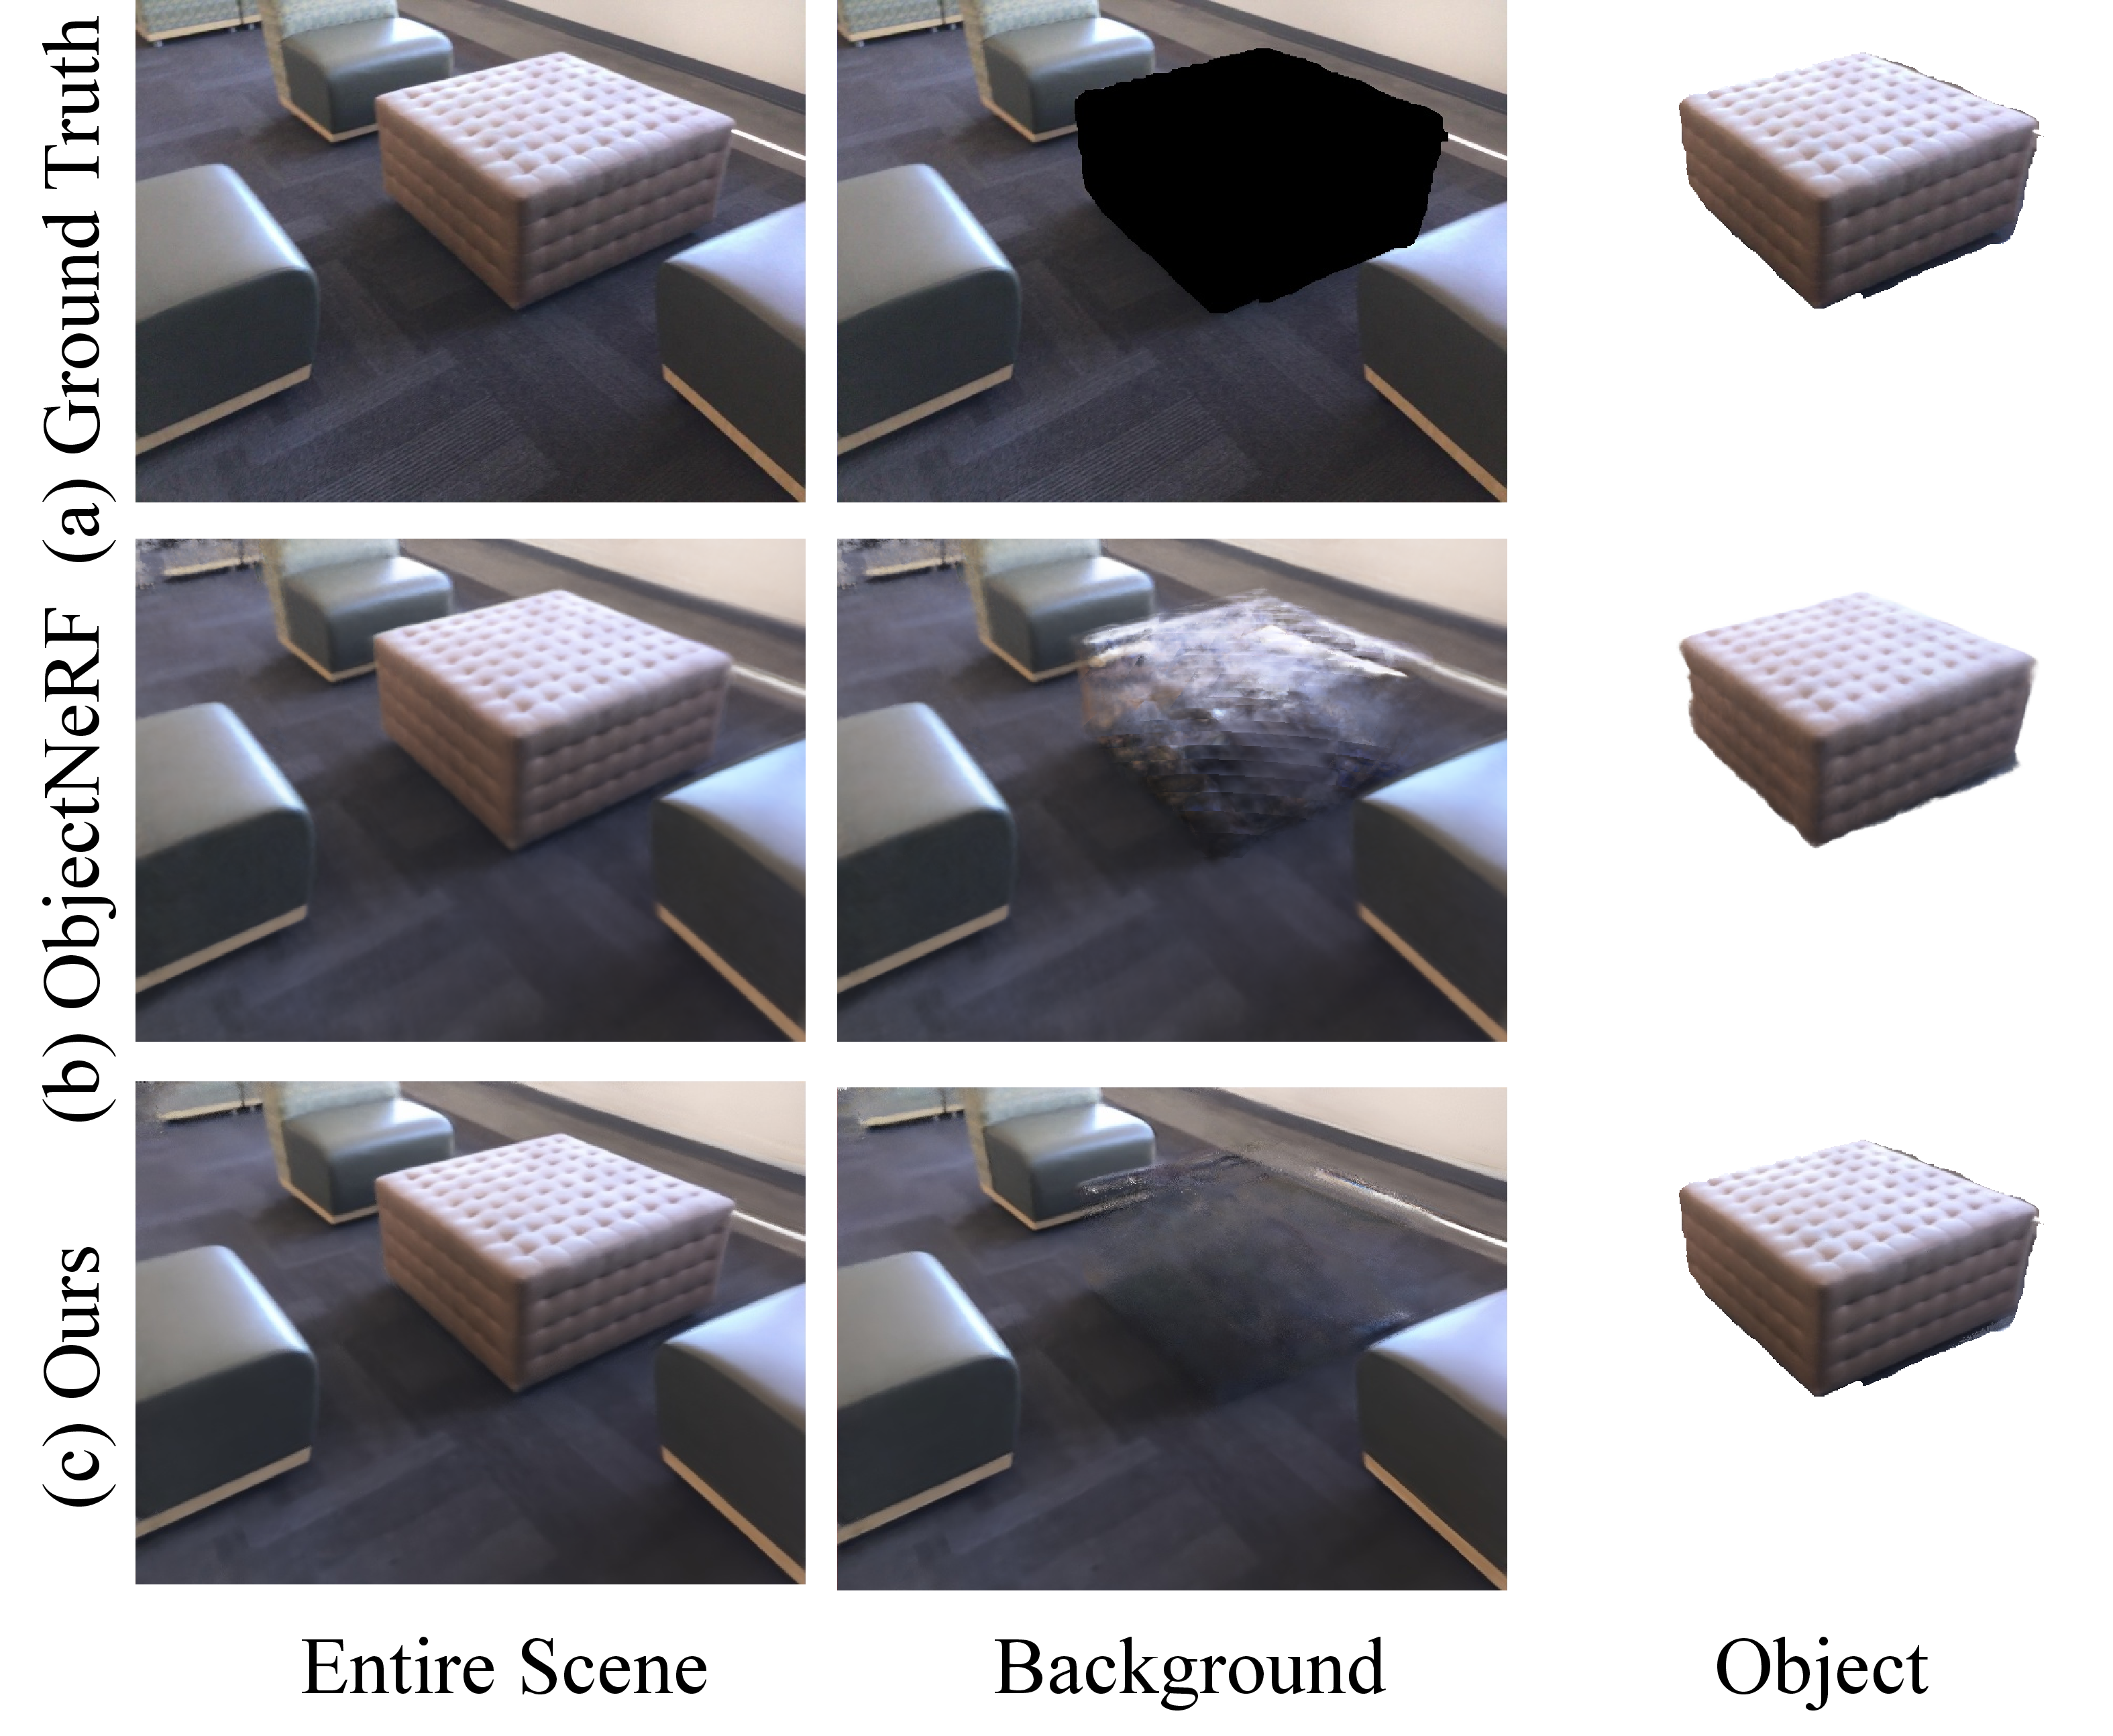 (a) Ground Truth
(b) ObjectNeRF
(c) Ours
Entire Scene
Background
Object